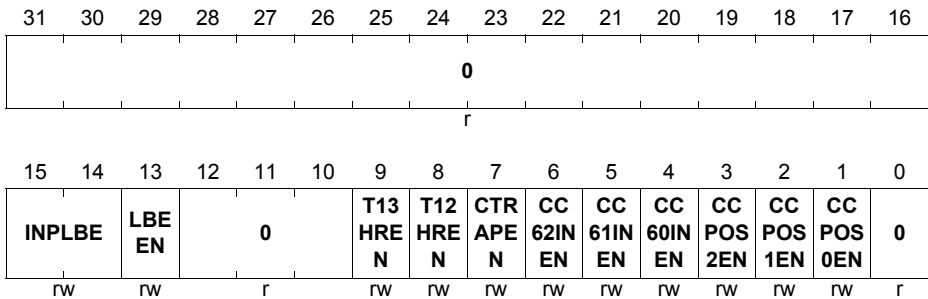 31 30 29 28 27 26 25 24 23 22 21 20 19 18 17 16
0
r
15 14 13 12 11 10 9 8 7 6 5 4 3 2 1 0
T13 T12 CTR CC CC CC CC CC CC
INPLBE LBE EN 0 HRE HRE APE 62IN 61IN 60IN POS POS POS 0
N N N EN EN EN 2EN 1EN 0EN
rw rw r rw rw rw rw rw rw rw rw rw r